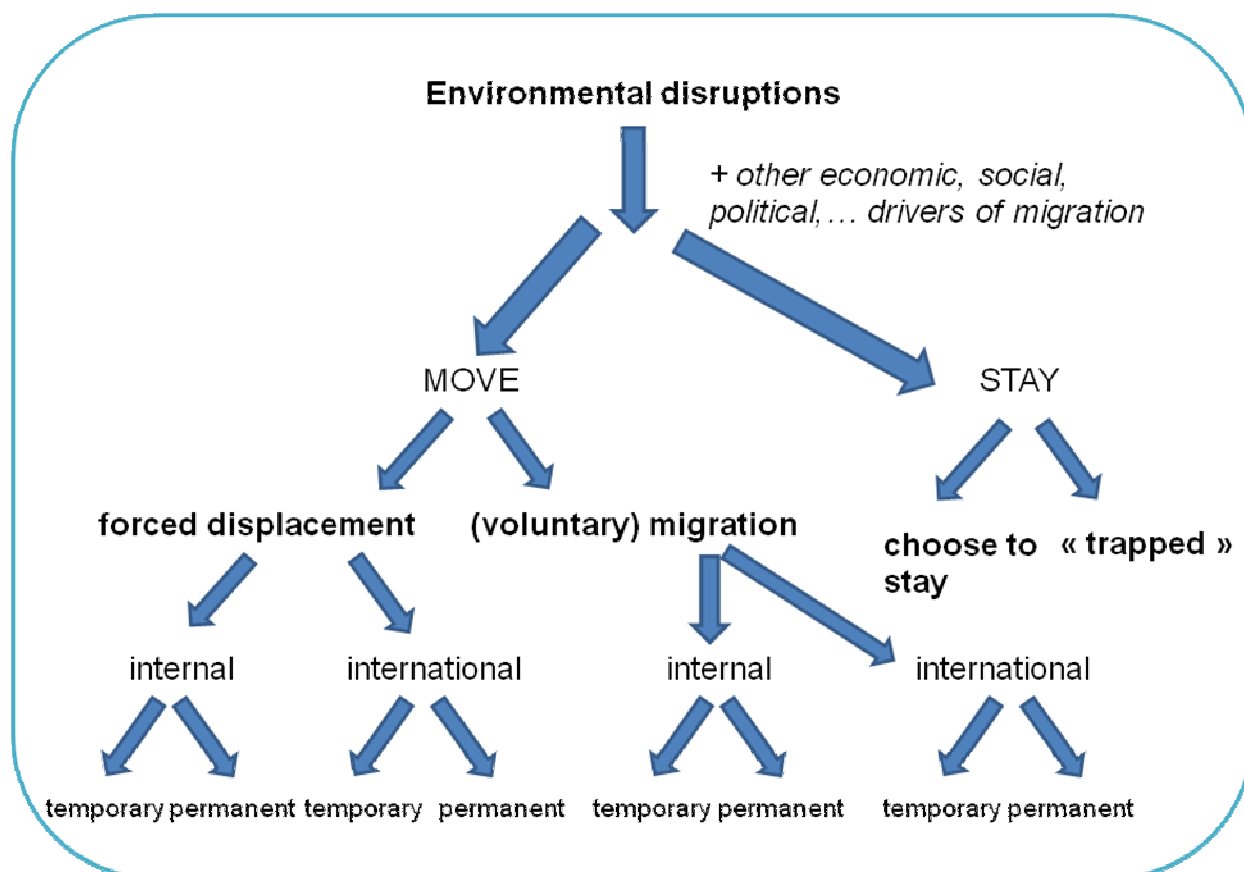 Environmental disruptions
+ other economic, social,
political, … drivers of migration
MOVE
STAY
forced displacement
(voluntary) migration
choose to
stay
« trapped »
internal
international
internal
international
temporary permanent
temporary permanent
temporary permanent
temporary permanent